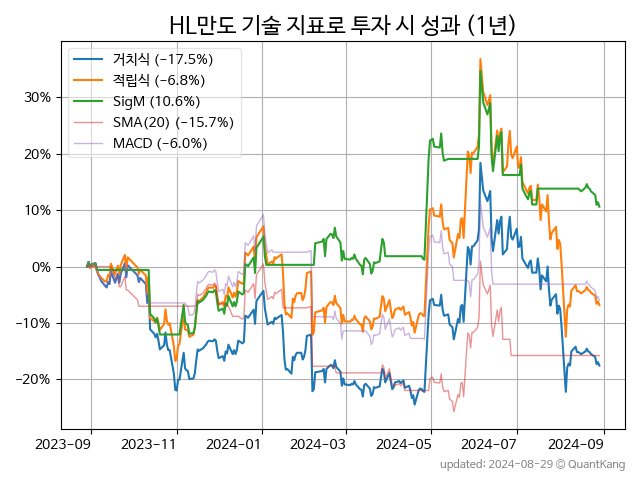 HL만도 기술 지표로 투자 시 성과 (1년)
거치식 (−17.5%)
적립식 (−6.8%)
SigM (10.6%)
SMA(20) (−15.7%)
MACD (−6.0%)
30%
20%
10%
0%
−10%
−20%
2023-09 2023-11 2024-01 2024-03 2024-05 2024-07 2024-09
updated: 2024-08-29 © QuantKang